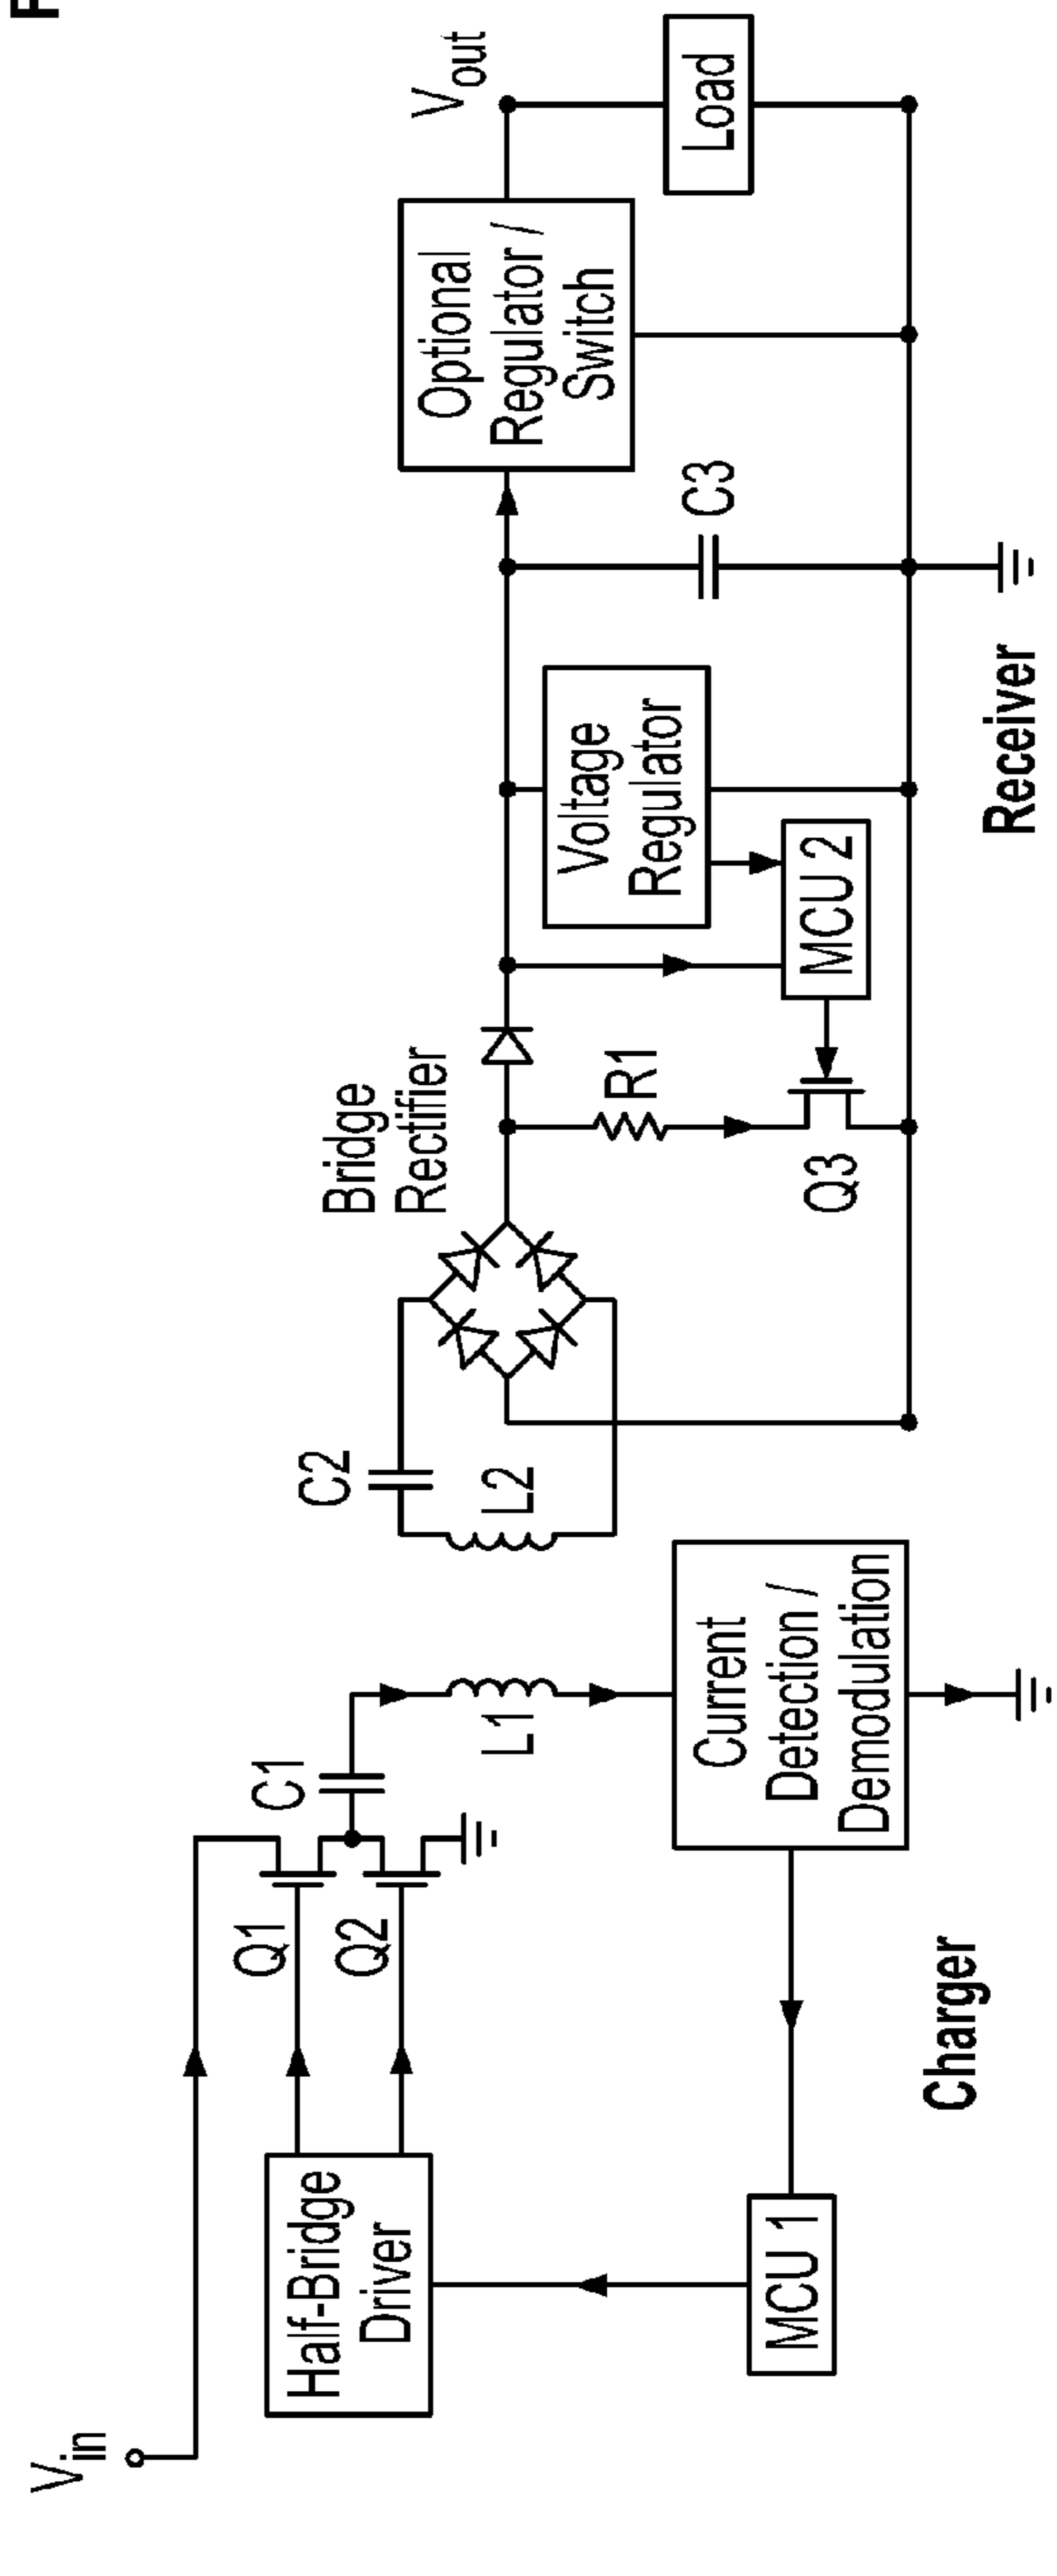 F
Vin
Half-Bridge
Driver
Q1
Q2
C1
L1
MCU 1
Current
Detection /
Demodulation
Charger
C2
L2
Bridge
Rectifier
R1
Q3
MCU 2
Voltage
Regulator
C3
Optional
Regulator /
Switch
Vout
Load
Receiver